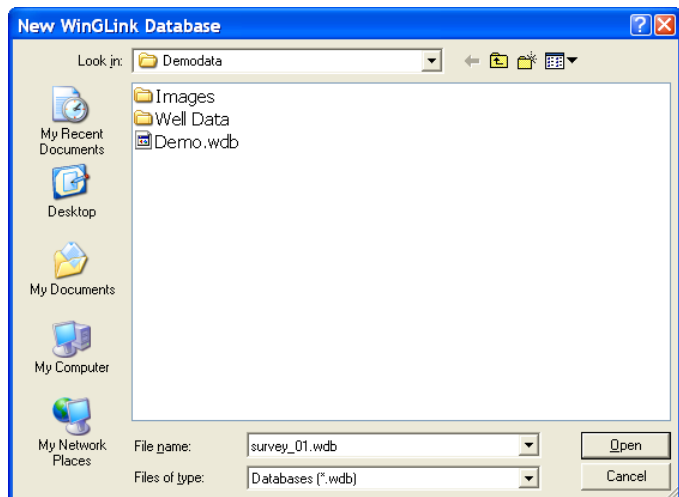 New WinGLink Database
Look in: Demodata
Images
Well Data
Demo.wdb
My Recent
Documents
Desktop
My Documents
My Computer
My Network
Places
File name: survey_01.wdb Open
Files of type: Databases (*.wdb) Cancel